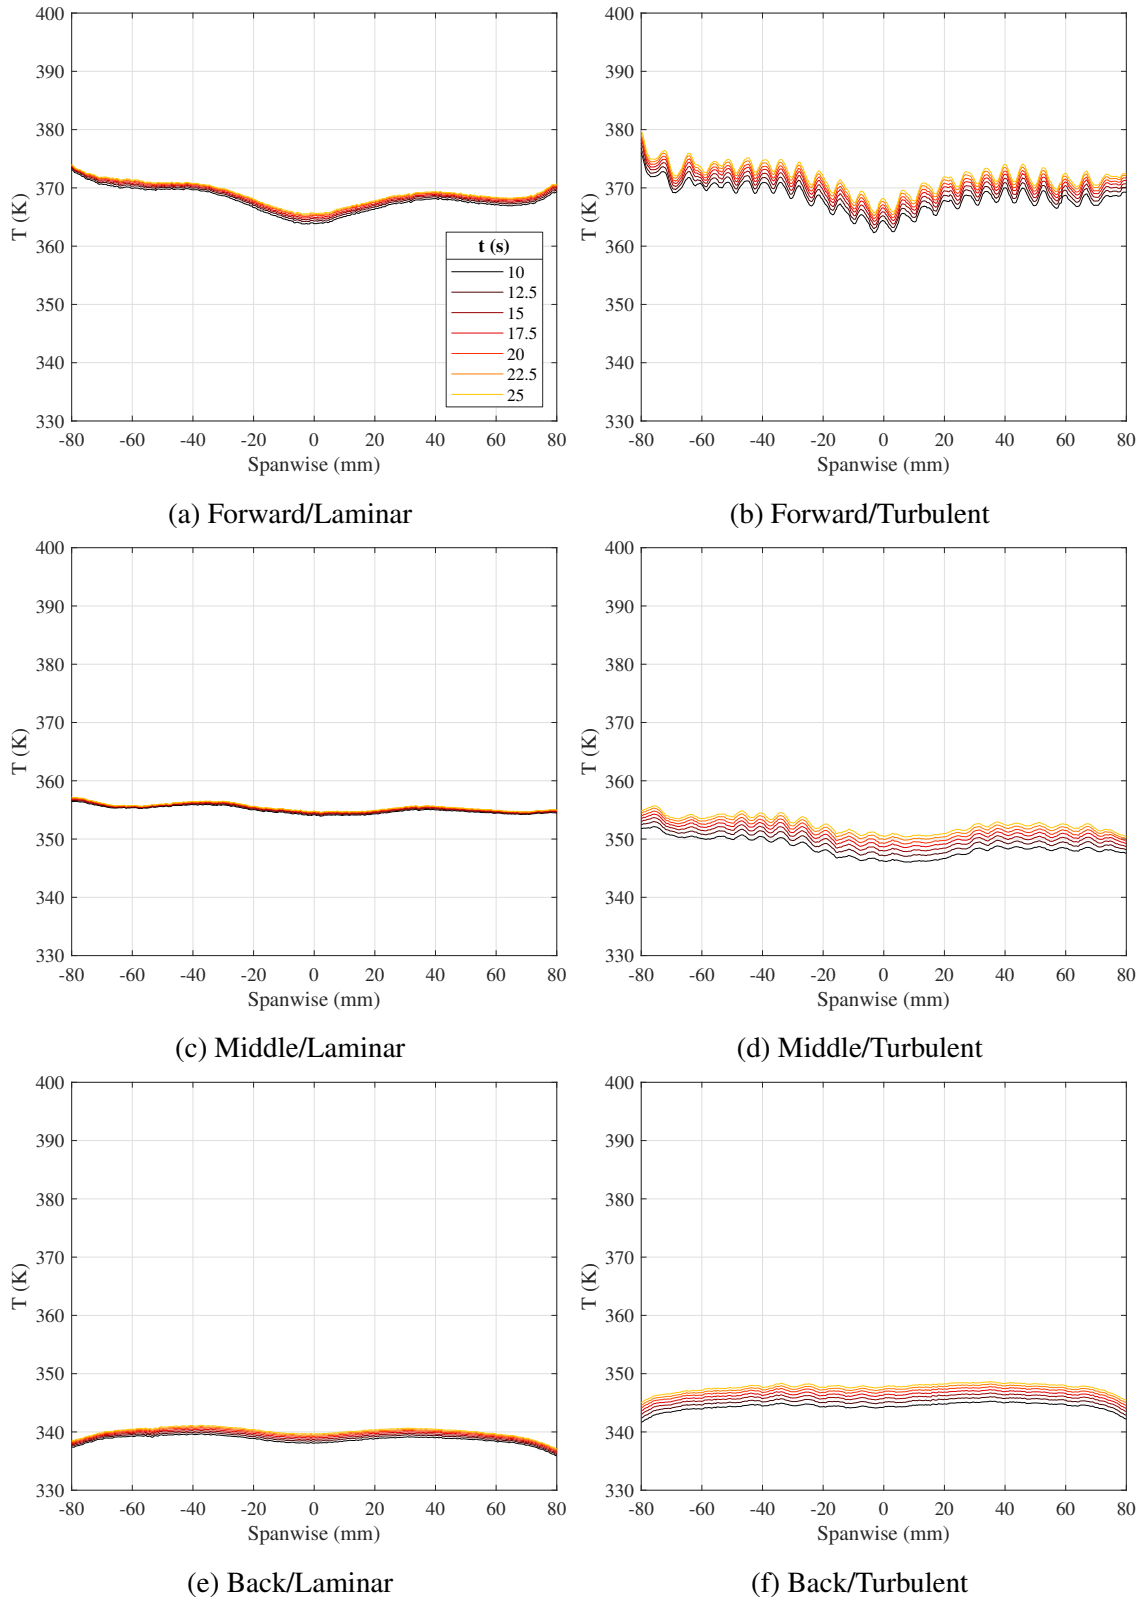 400
390
380
370
360
350
340
330
T (K)
-80 -60 -40 -20 0 20 40 60 80
Spanwise (mm)
t (s)
10
12.5
15
17.5
20
22.5
25
(a) Forward/Laminar
400
390
380
370
360
350
340
330
T (K)
-80 -60 -40 -20 0 20 40 60 80
Spanwise (mm)
(b) Forward/Turbulent
400
390
380
370
360
350
340
330
T (K)
-80 -60 -40 -20 0 20 40 60 80
Spanwise (mm)
(c) Middle/Laminar
400
390
380
370
360
350
340
330
T (K)
-80 -60 -40 -20 0 20 40 60 80
Spanwise (mm)
(d) Middle/Turbulent
400
390
380
370
360
350
340
330
T (K)
-80 -60 -40 -20 0 20 40 60 80
Spanwise (mm)
(e) Back/Laminar
400
390
380
370
360
350
340
330
T (K)
-80 -60 -40 -20 0 20 40 60 80
Spanwise (mm)
(f) Back/Turbulent